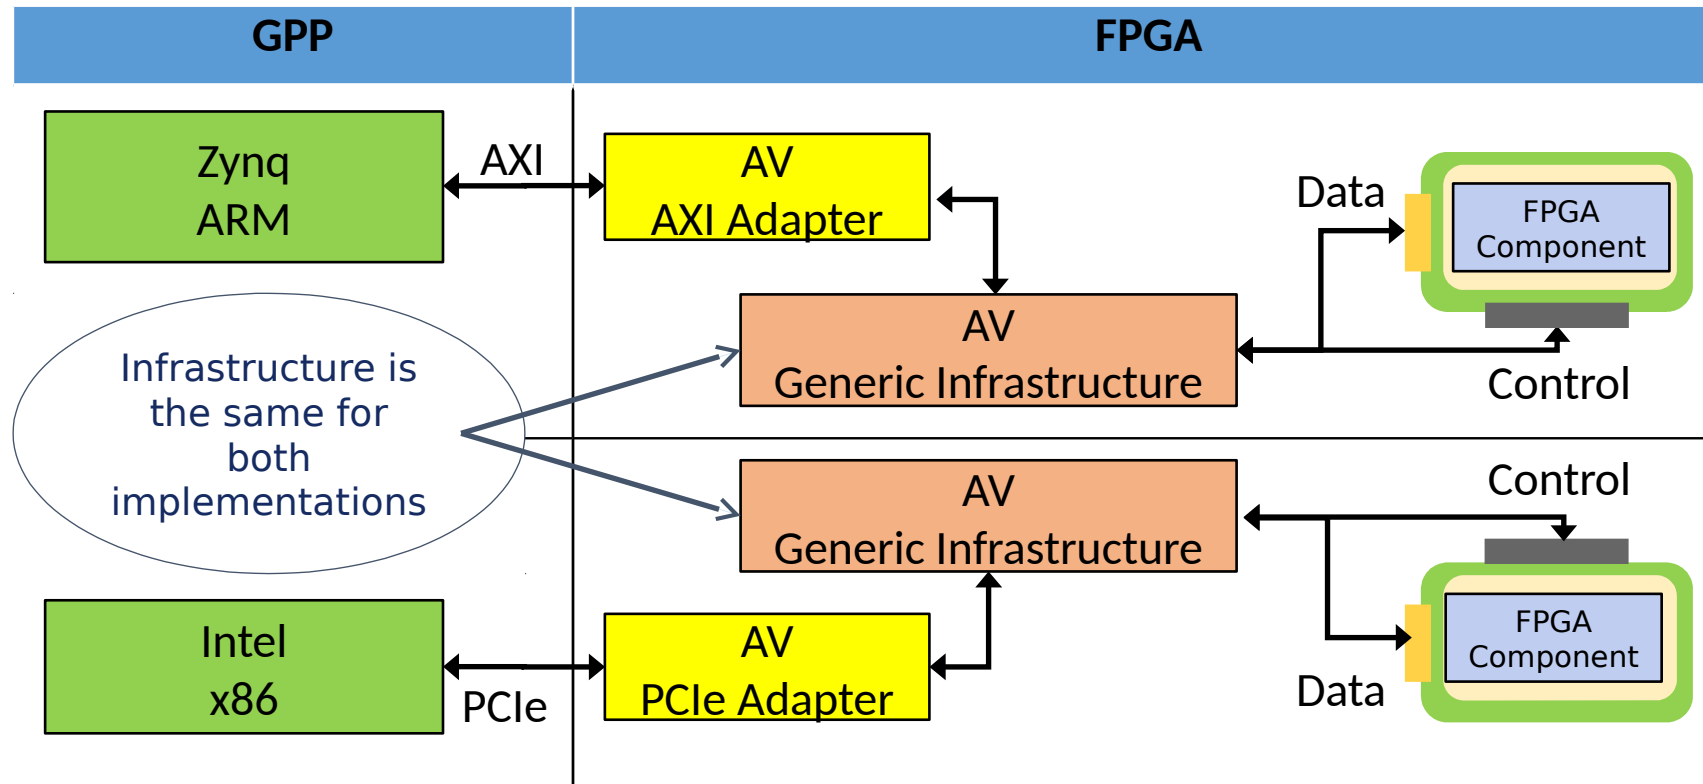 GPP
FPGA
Zynq
ARM
AXI
AV
AXI Adapter
Data
FPGA
Component
AV
Generic Infrastructure
Control
Infrastructure is
the same for
both
implementations
AV
Generic Infrastructure
Control
Intel
x86
PCIe
AV
PCIe Adapter
Data
FPGA
Component